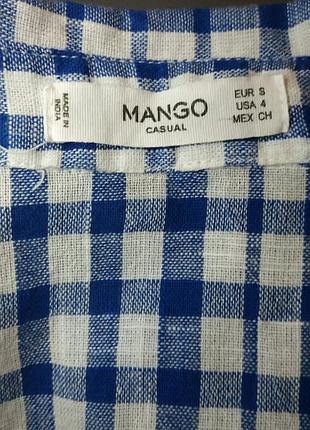 MADE IN
INDIA
MANGO
CASUAL
EUR S
USA 4
MEX CH